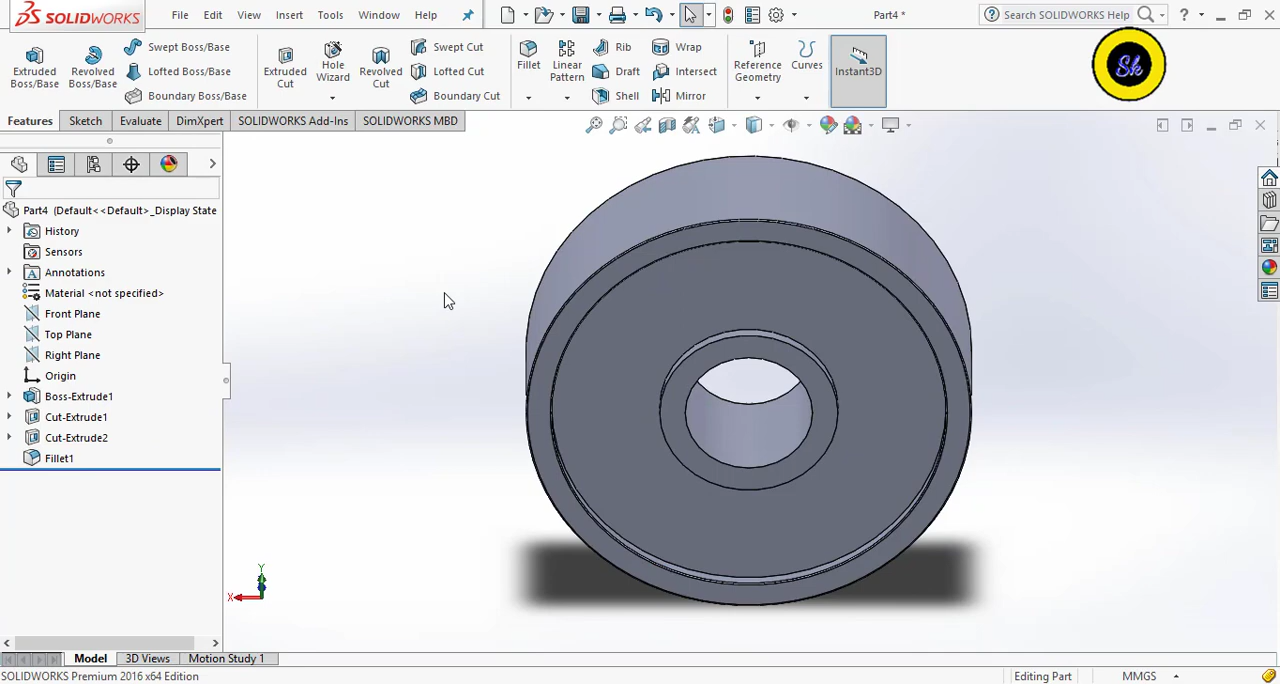 SOLIDWORKS File Edit View Insert Tools Window Help Part4 * Search SOLIDWORKS Help ?
Extruded Boss/Base Revolved Boss/Base Swept Boss/Base Lofted Boss/Base Boundary Boss/Base Extruded Cut Hole Wizard Revolved Cut Swept Cut Lofted Cut Boundary Cut Fillet Linear Pattern Rib Draft Shell Wrap Intersect Mirror Reference Geometry Curves Instant3D Sk
Features Sketch Evaluate DimXpert SOLIDWORKS Add-Ins SOLIDWORKS MBD
Part4 (Default<<Default>_Display State
History
Sensors
A Annotations
Material <not specified>
Front Plane
Top Plane
Right Plane
Origin
Boss-Extrude1
Cut-Extrude1
Cut-Extrude2
Fillet1
Y
X
Model 3D Views Motion Study 1
SOLIDWORKS Premium 2016 x64 Edition Editing Part MMGS